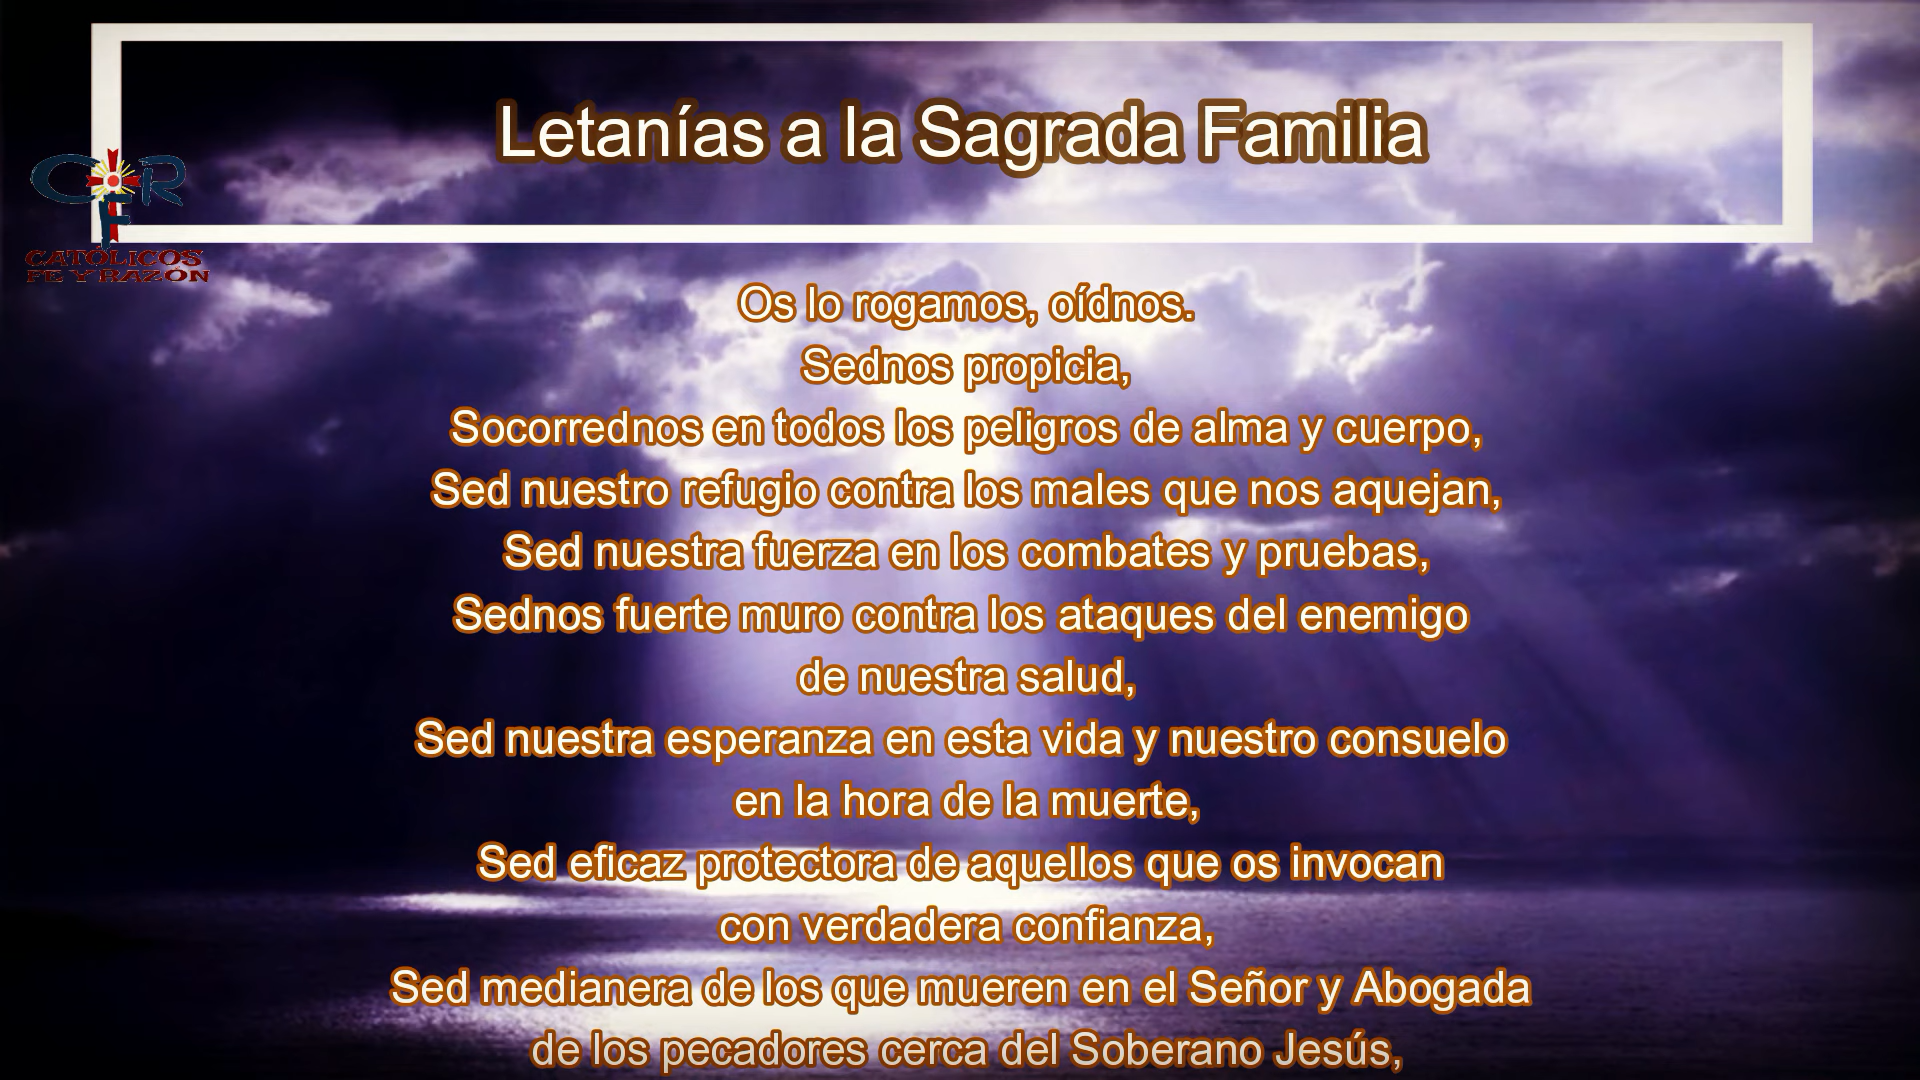 Letanías a la Sagrada Familia
CFR
CATÓLICOS
FE Y RAZÓN
Os lo rogamos, oídnos.
Sednos propicia,
Socorrednos en todos los peligros de alma y cuerpo,
Sed nuestro refugio contra los males que nos aquejan,
Sed nuestra fuerza en los combates y pruebas,
Sednos fuerte muro contra los ataques del enemigo
de nuestra salud,
Sed nuestra esperanza en esta vida y nuestro consuelo
en la hora de la muerte,
Sed eficaz protectora de aquellos que os invocan
con verdadera confianza,
Sed medianera de los que mueren en el Señor y Abogada
de los pecadores cerca del Soberano Jesús,